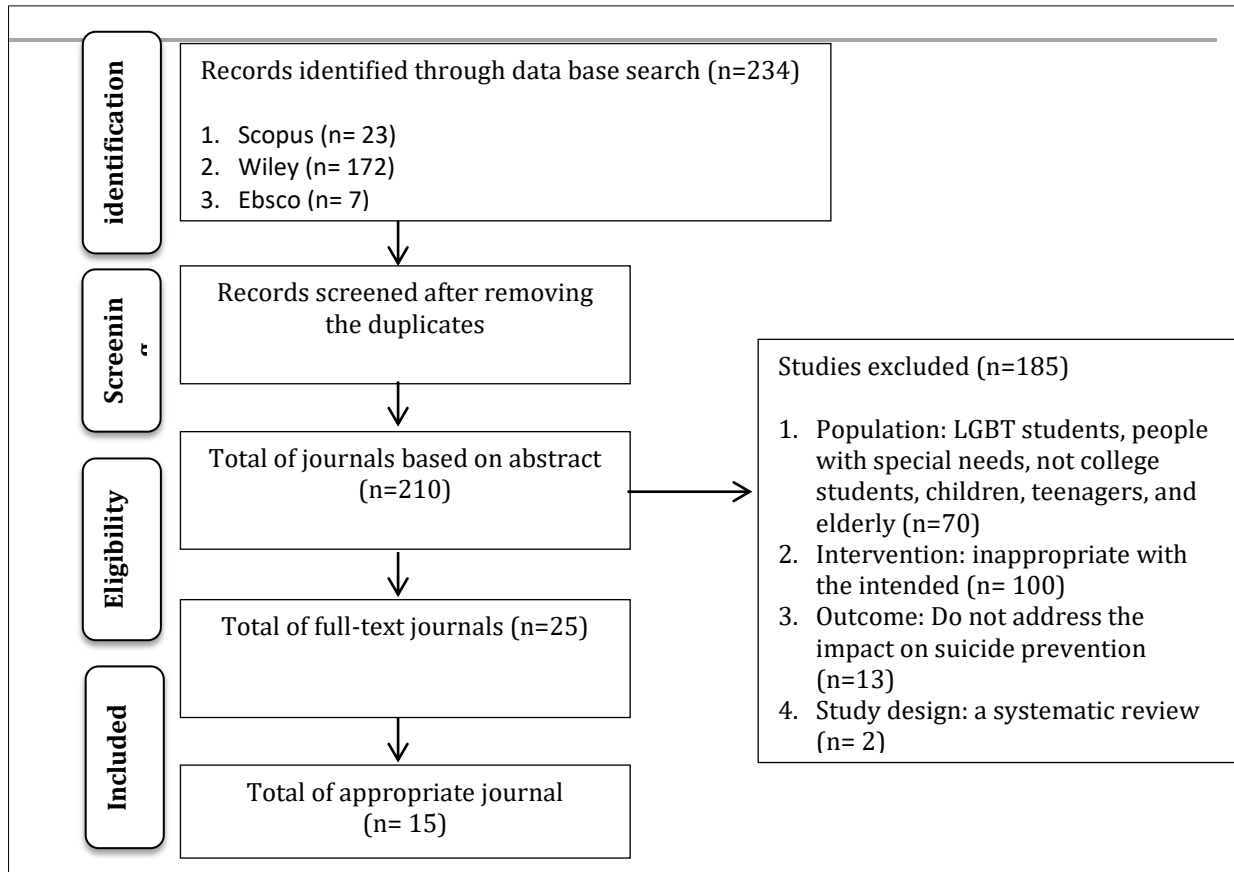 identification
Records identified through data base search (n=234)
1. Scopus (n= 23)
2. Wiley (n= 172)
3. Ebsco (n= 7)
Screenin
Records screened after removing
the duplicates
Eligibility
Total of journals based on abstract
(n=210)
Studies excluded (n=185)
1. Population: LGBT students, people
with special needs, not college
students, children, teenagers, and
elderly (n=70)
2. Intervention: inappropriate with
the intended (n= 100)
3. Outcome: Do not address the
impact on suicide prevention
(n=13)
4. Study design: a systematic review
(n= 2)
Total of full-text journals (n=25)
Included
Total of appropriate journal
(n= 15)